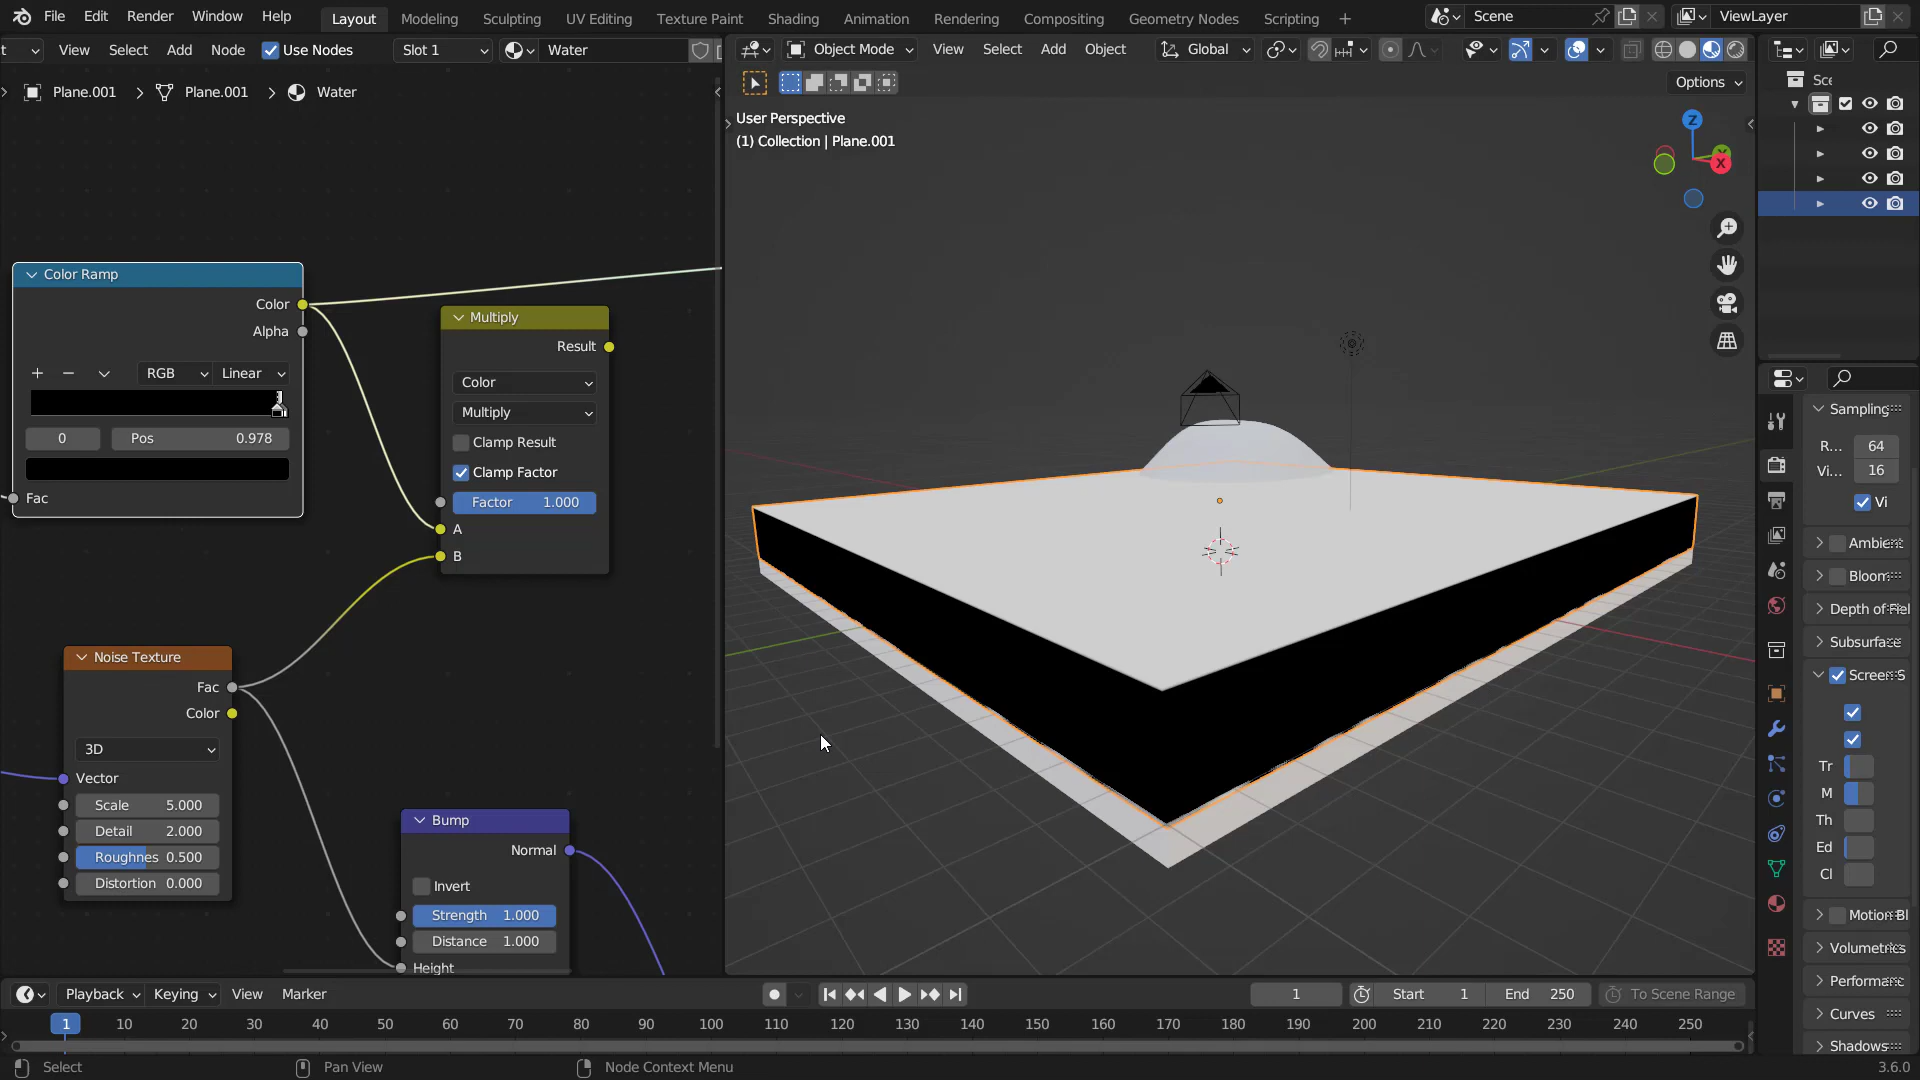 File Edit Render Window Help Layout Modeling Sculpting UV Editing Texture Paint Shading Animation Rendering Compositing Geometry Nodes Scripting + Scene ViewLayer
View Select Add Node Use Nodes Slot 1 Water
Object Mode View Select Add Object Global
Options
Plane.001 > Plane.001 > Water
User Perspective
(1) Collection | Plane.001
Z
X
Color Ramp
Color
Alpha
RGB Linear
0 Pos 0.978
Fac
Multiply
Result
Color
Multiply
Clamp Result
Clamp Factor
Factor 1.000
A
B
Noise Texture
Fac
Color
3D
Vector
Scale 5.000
Detail 2.000
Roughnes 0.500
Distortion 0.000
Bump
Normal
Invert
Strength 1.000
Distance 1.000
Height
Sampling
R... 64
Vi... 16
Vi
Bloom
Depth of Fiel
Subsurface
Screen S
Tr
M
Th
Ed
Cl
Motion Bl
Volumetrics
Curves
Shadows
Playback Keying View Marker
1 Start 1 End 250 To Scene Range
1 10 20 30 40 50 60 70 80 90 100 110 120 130 140 150 160 170 180 190 200 210 220 230 240 250
Select Pan View Node Context Menu 3.6.0